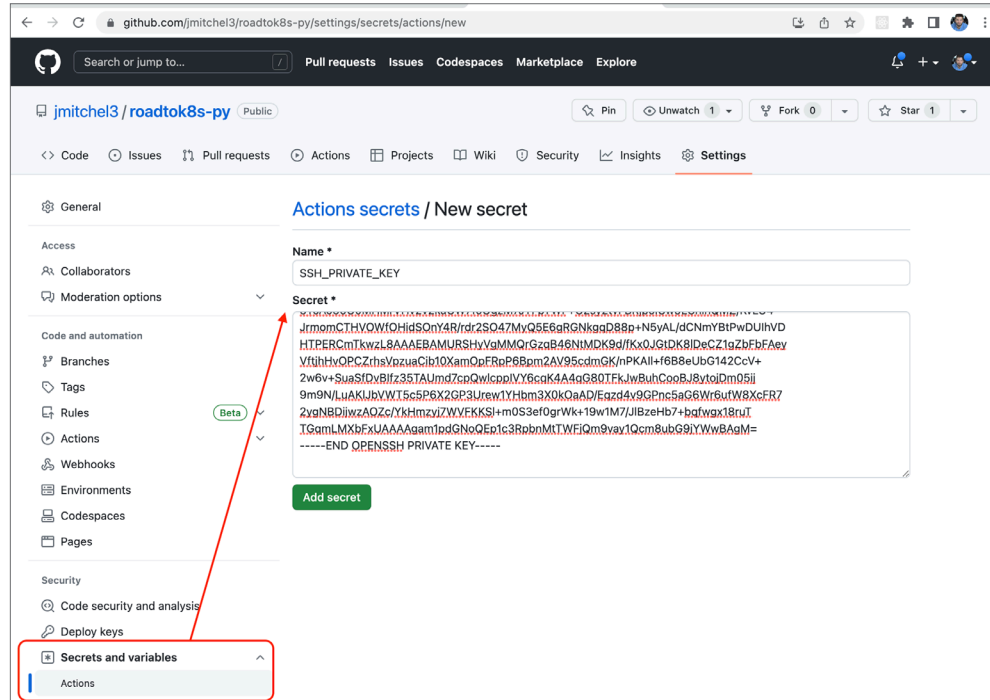 github.com/jmitchel3/roadtok8s-py/settings/secrets/actions/new
Search or jump to... /
Pull requests Issues Codespaces Marketplace Explore
jmitchel3 / roadtok8s-py Public
Pin Unwatch 1 Fork 0 Star 1
<> Code Issues Pull requests Actions Projects Wiki Security Insights Settings
General
Access
Collaborators
Moderation options
Code and automation
Branches
Tags
Rules Beta
Actions
Webhooks
Environments
Codespaces
Pages
Security
Code security and analysis
Deploy keys
Secrets and variables
Actions
Actions secrets / New secret
Name *
SSH_PRIVATE_KEY
Secret *
-----END OPENSSH PRIVATE KEY-----
Add secret